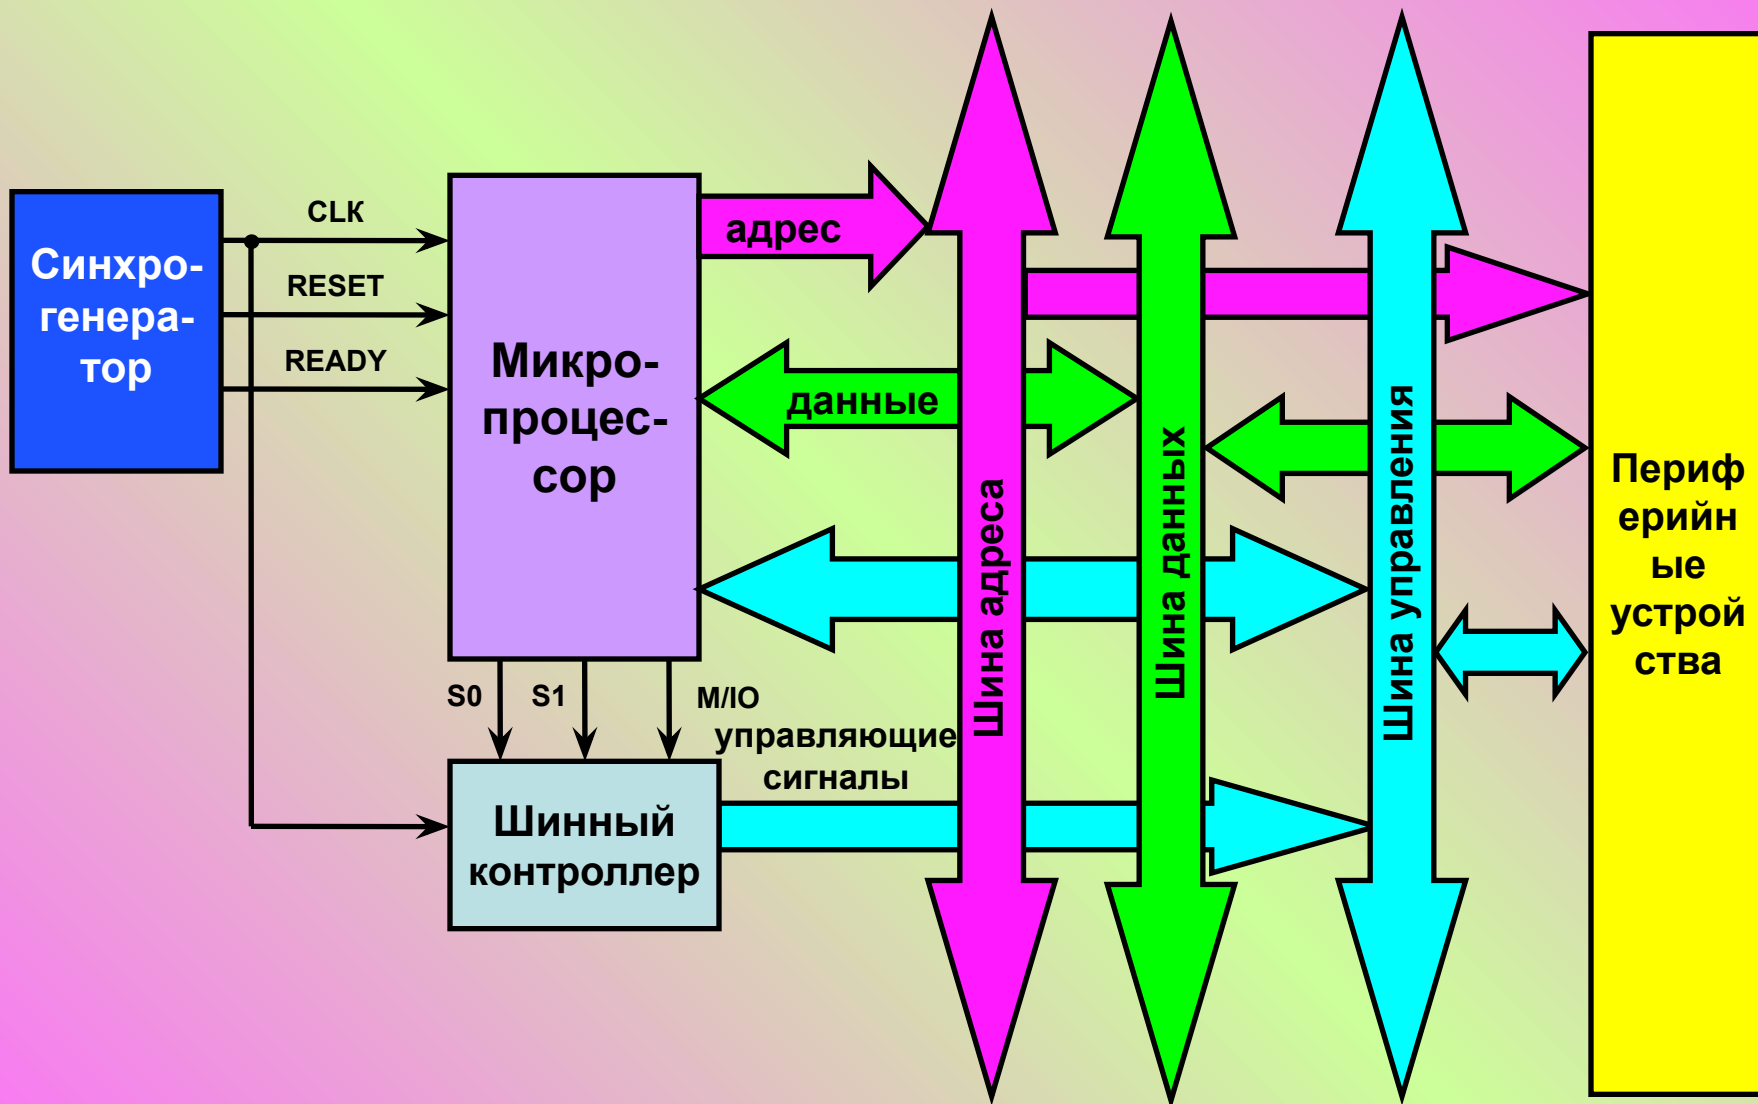 Синхро-
генера-
тор
CLK
RESET
READY
Микро-
процес-
сор
адрес
данные
S0
S1
M/IO
управляющие
сигналы
Шинный
контроллер
Шина адреса
Шина данных
Шина управления
Периф
ерийн
ые
устрой
ства